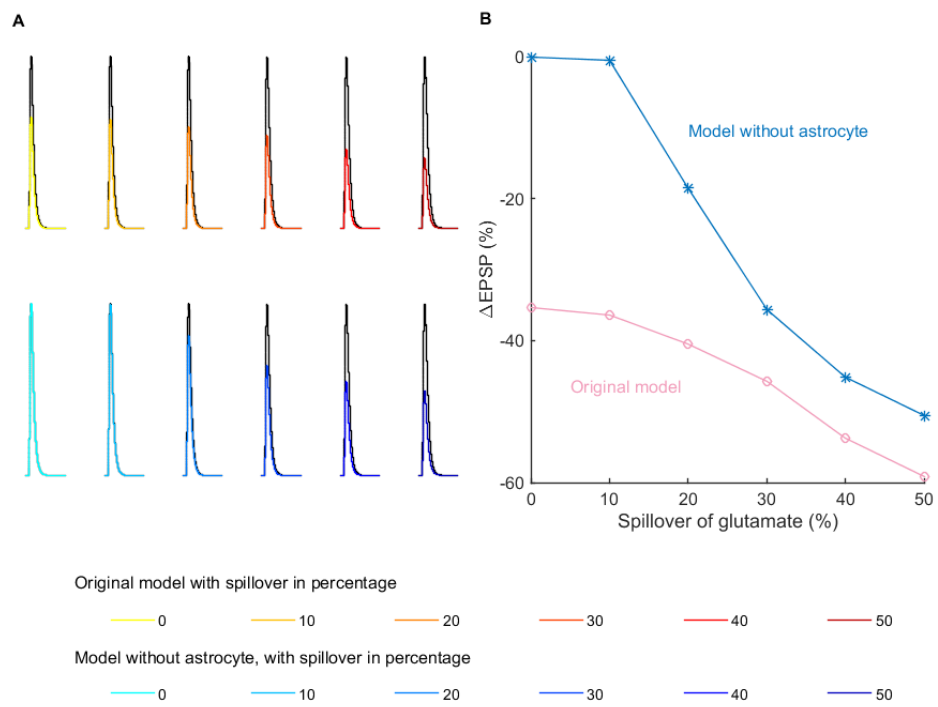 A
B
0
-20
-40
-60
ΔEPSP (%)
Model without astrocyte
Original model
0 10 20 30 40 50
Spillover of glutamate (%)
Original model with spillover in percentage
0 10 20 30 40 50
Model without astrocyte, with spillover in percentage
0 10 20 30 40 50